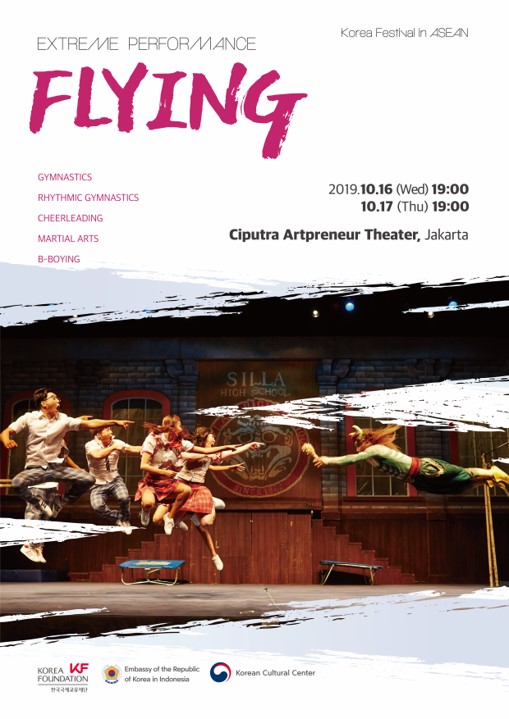 Korea Festival in ASEAN
EXTREME PERFORMANCE
FLYING
GYMNASTICS
RHYTHMIC GYMNASTICS
CHEERLEADING
MARTIAL ARTS
B-BOYING
2019.10.16 (Wed) 19:00
10.17 (Thu) 19:00
Ciputra Artpreneur Theater, Jakarta
SILLA
HIGH SCHOOL
KOREA KF
FOUNDATION
한국국제교류재단
Embassy of the Republic
of Korea in Indonesia
Korean Cultural Center